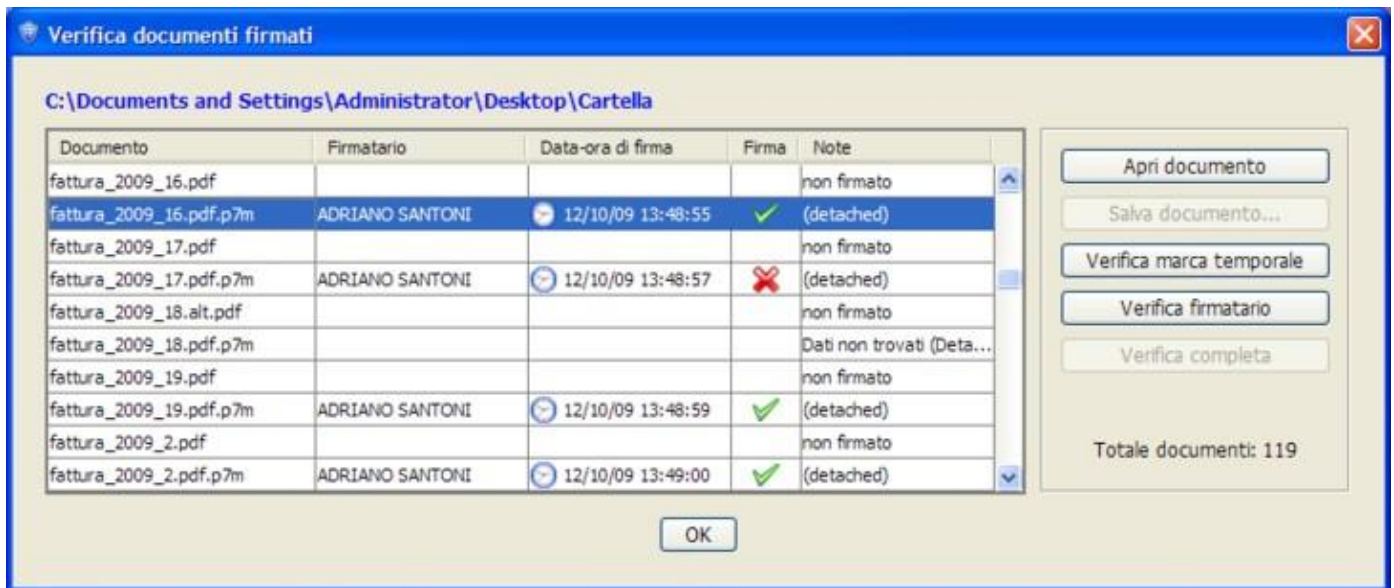 Verifica documenti firmati
C:\Documents and Settings\Administrator\Desktop\Cartella
Documento Firmatario Data-ora di firma Firma Note
fattura_2009_16.pdf non firmato
fattura_2009_16.pdf.p7m ADRIANO SANTONI 12/10/09 13:48:55 (detached)
fattura_2009_17.pdf non firmato
fattura_2009_17.pdf.p7m ADRIANO SANTONI 12/10/09 13:48:57 (detached)
fattura_2009_18.alt.pdf non firmato
fattura_2009_18.pdf.p7m Dati non trovati (Deta...
fattura_2009_19.pdf non firmato
fattura_2009_19.pdf.p7m ADRIANO SANTONI 12/10/09 13:48:59 (detached)
fattura_2009_2.pdf non firmato
fattura_2009_2.pdf.p7m ADRIANO SANTONI 12/10/09 13:49:00 (detached)
Apri documento
Salva documento...
Verifica marca temporale
Verifica firmatario
Verifica completa
Totale documenti: 119
OK